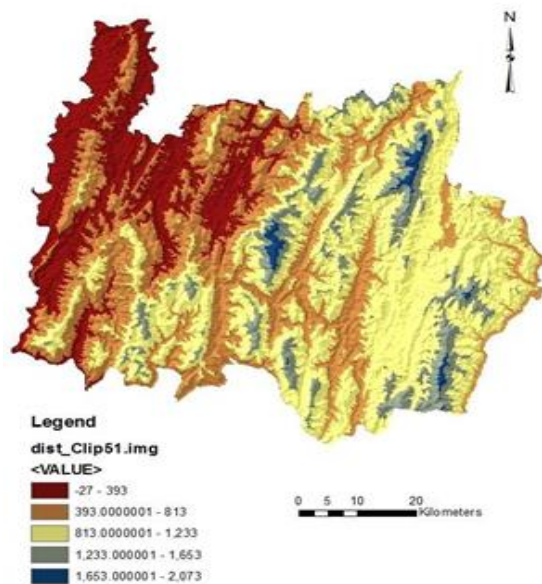 N
Legend
dist_Clip51.img
<VALUE>
-27 - 393
393.0000001 - 813
813.0000001 - 1,233
1,233.000001 - 1,653
1,653.000001 - 2,073
0 5 10 20
Kilometers